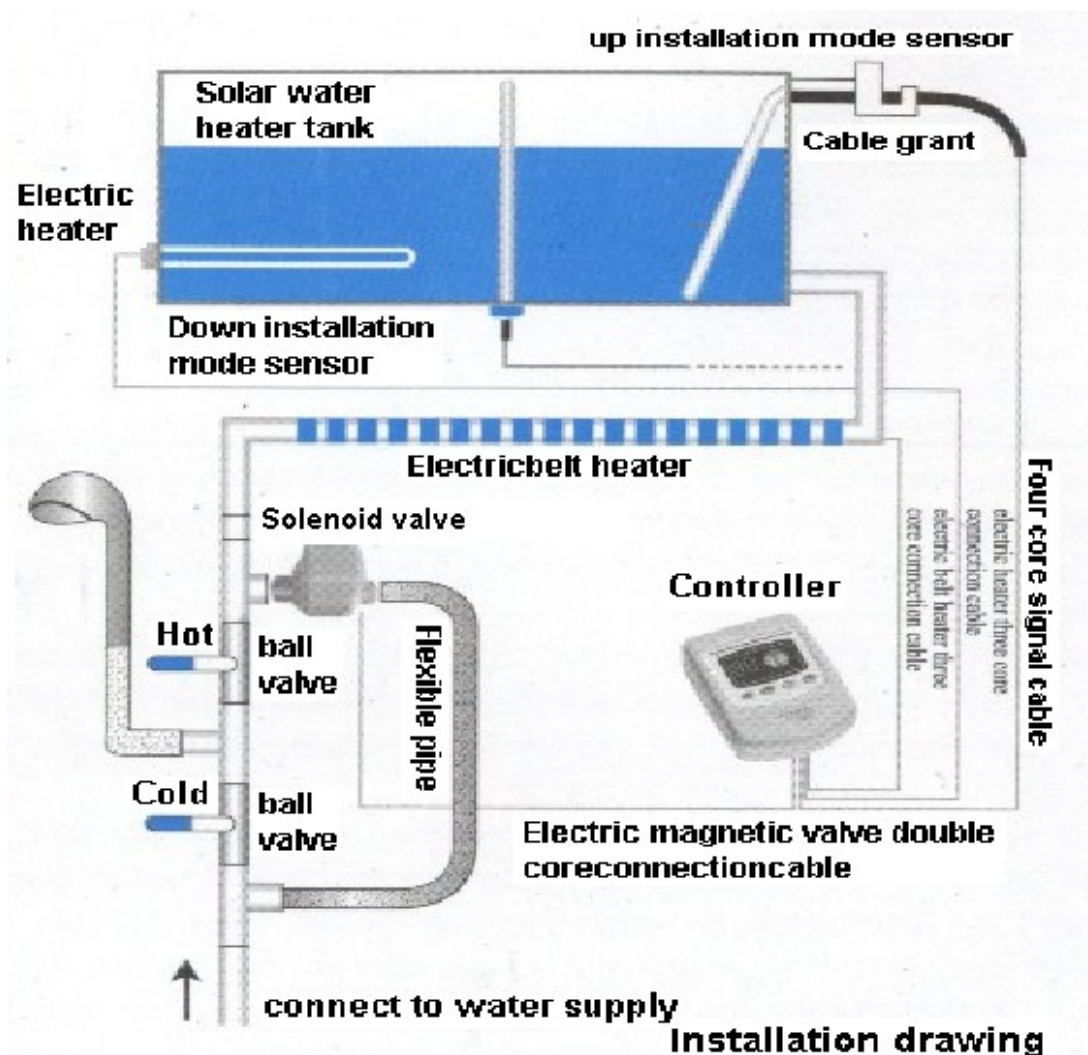 up installation mode sensor
Solar water
heater tank
Cable grant
Electric
heater
Down installation
mode sensor
Electricbelt heater
Solenoid valve
Hot
ball
valve
Flexible pipe
Controller
electric heater three core
connection cable
electric belt heater three
core connection cable
Four core signal cable
Cold
ball
valve
Electric magnetic valve double
coreconnectioncable
connect to water supply
Installation drawing